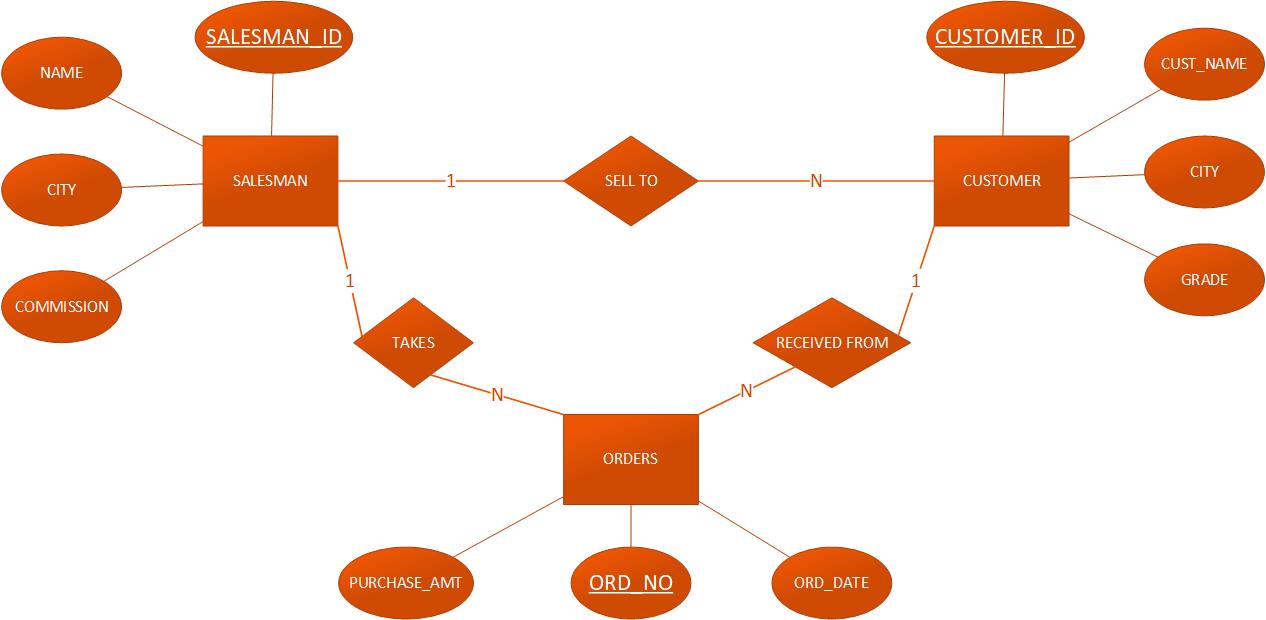 SALESMAN_ID
CUSTOMER_ID
NAME
CUST_NAME
CITY
SALESMAN
1
SELL TO
N
CUSTOMER
CITY
COMMISSION
1
1
GRADE
TAKES
RECEIVED FROM
N
N
ORDERS
PURCHASE_AMT
ORD_NO
ORD_DATE